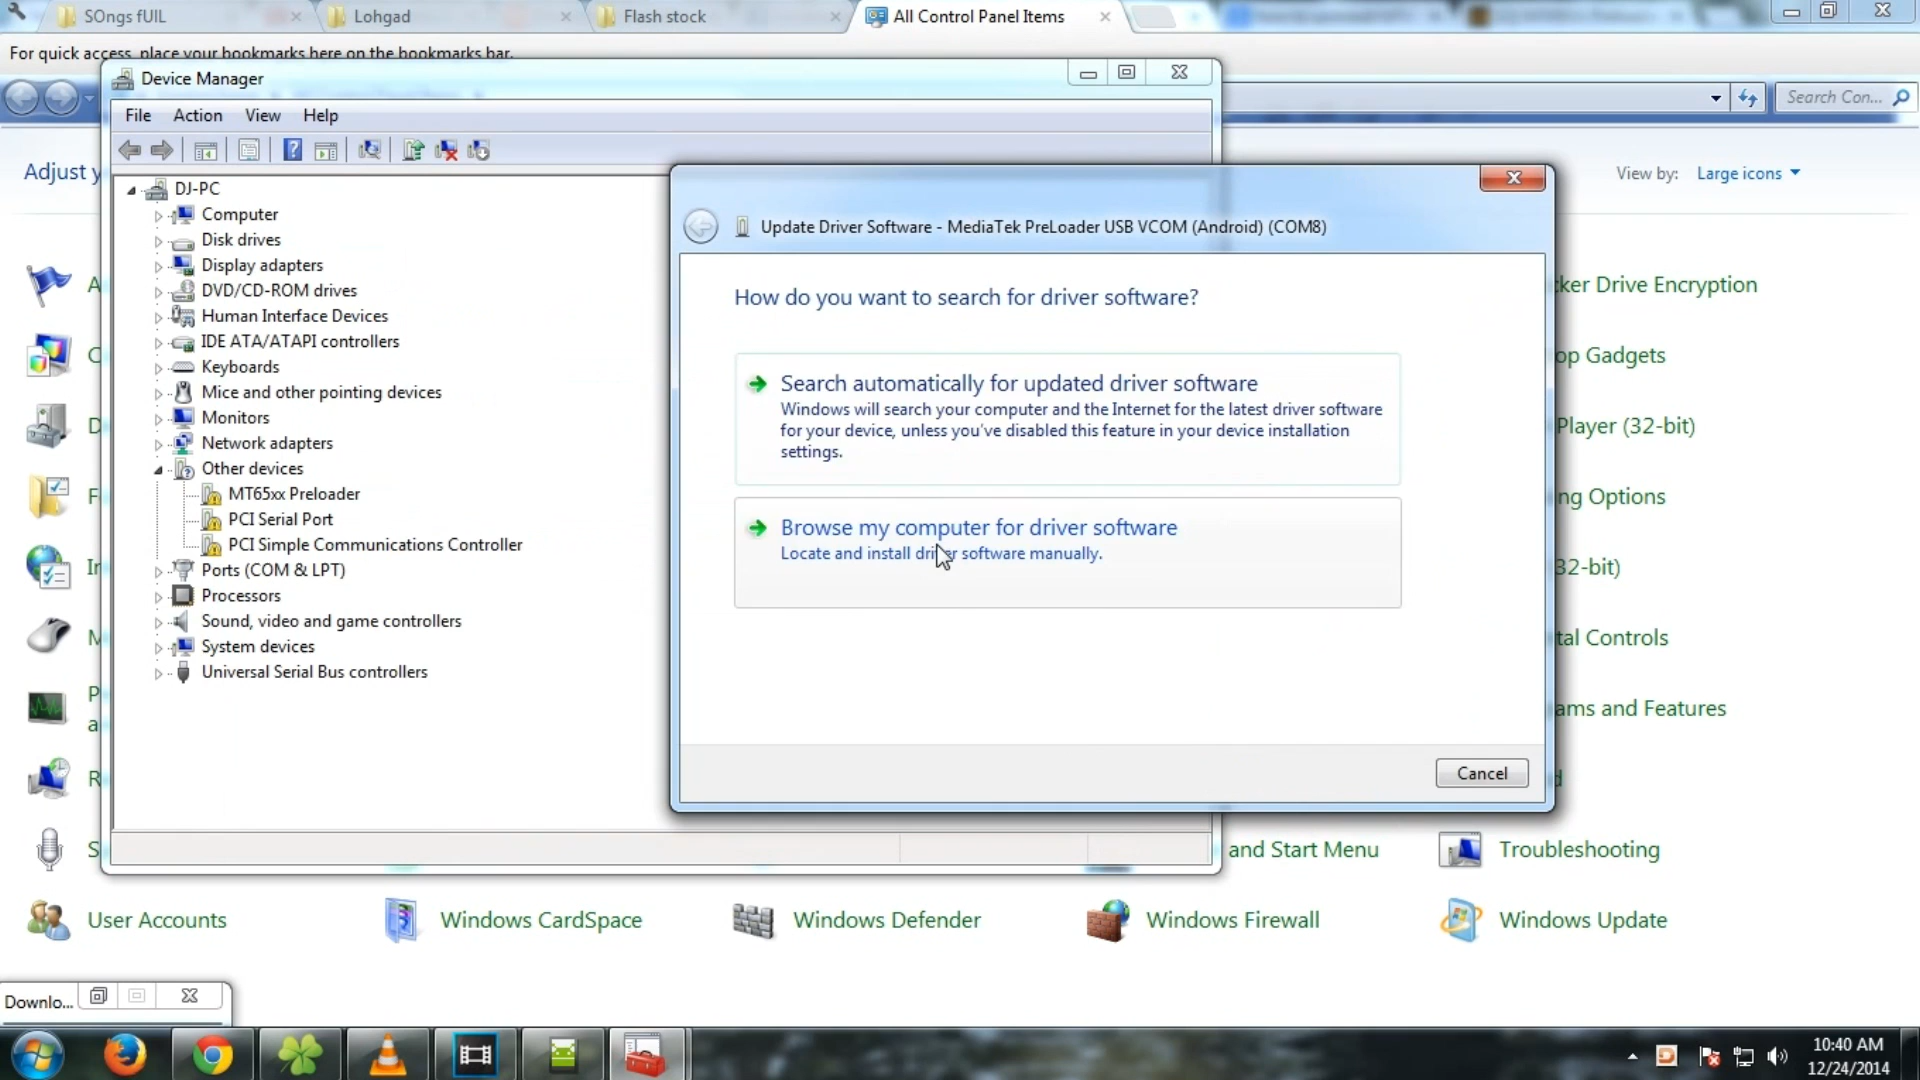 SOngs fUIL
Lohgad
Flash stock
All Control Panel Items
For quick access, place your bookmarks here on the bookmarks bar.
Device Manager
Search Con...
File Action View Help
Adjust y
View by: Large icons
DJ-PC
Computer
Disk drives
Display adapters
DVD/CD-ROM drives
Human Interface Devices
IDE ATA/ATAPI controllers
Keyboards
Mice and other pointing devices
Monitors
Network adapters
Other devices
MT65xx Preloader
PCI Serial Port
PCI Simple Communications Controller
Ports (COM & LPT)
Processors
Sound, video and game controllers
System devices
Universal Serial Bus controllers
Update Driver Software - MediaTek PreLoader USB VCOM (Android) (COM8)
How do you want to search for driver software?
Search automatically for updated driver software
Windows will search your computer and the Internet for the latest driver software
for your device, unless you've disabled this feature in your device installation
settings.
Browse my computer for driver software
Locate and install driver software manually.
Cancel
A
C
D
F
In
M
P
a
R
S
cker Drive Encryption
op Gadgets
Player (32-bit)
ng Options
32-bit)
tal Controls
ams and Features
d
and Start Menu
Troubleshooting
User Accounts
Windows CardSpace
Windows Defender
Windows Firewall
Windows Update
Downlo...
10:40 AM
12/24/2014